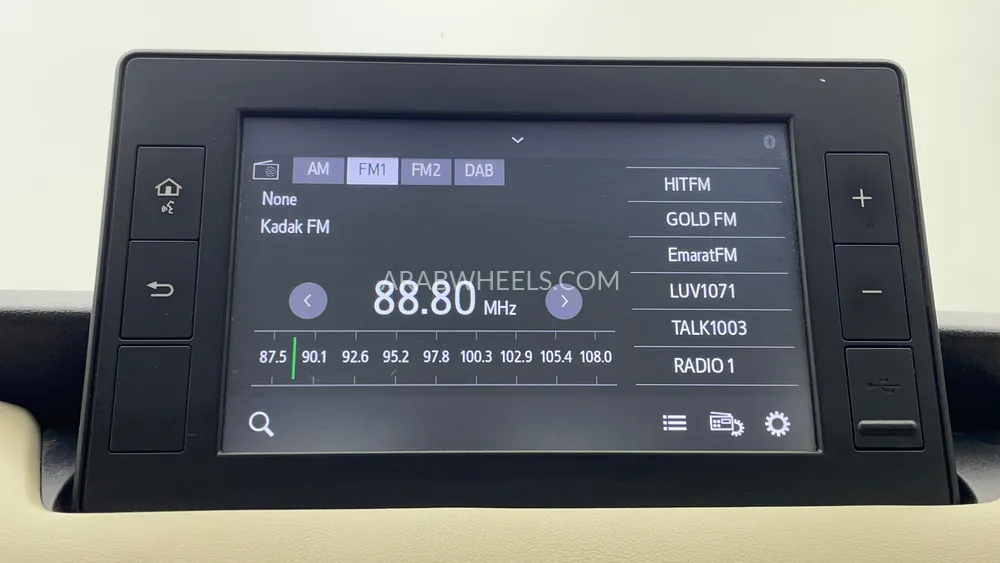 AM FM1 FM2 DAB
None
Kadak FM
88.80 MHz
87.5 90.1 92.6 95.2 97.8 100.3 102.9 105.4 108.0
HITFM
GOLD FM
EmaratFM
LUV1071
TALK1003
RADIO 1
+
−
ARABWHEELS.COM